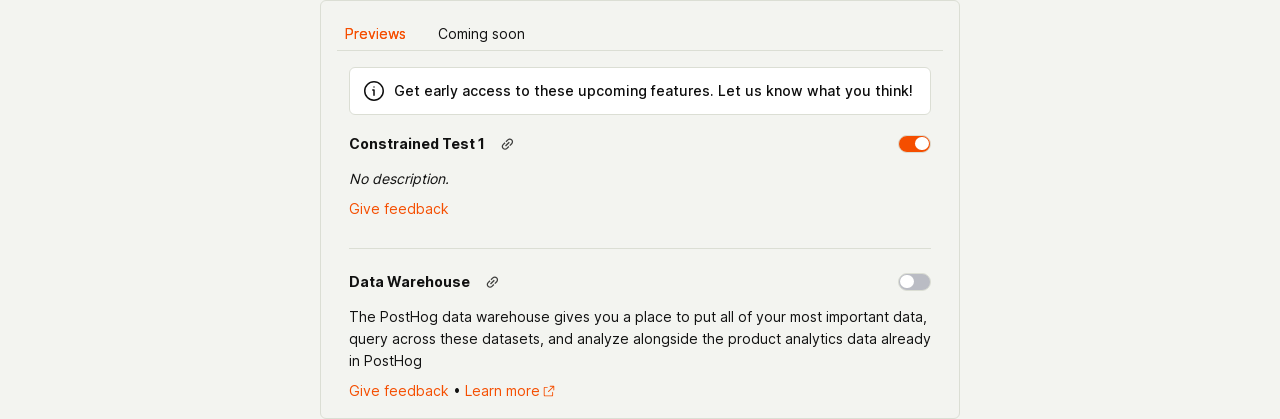 Previews Coming soon
Get early access to these upcoming features. Let us know what you think!
Constrained Test 1
No description.
Give feedback
Data Warehouse
The PostHog data warehouse gives you a place to put all of your most important data,
query across these datasets, and analyze alongside the product analytics data already
in PostHog
Give feedback • Learn more